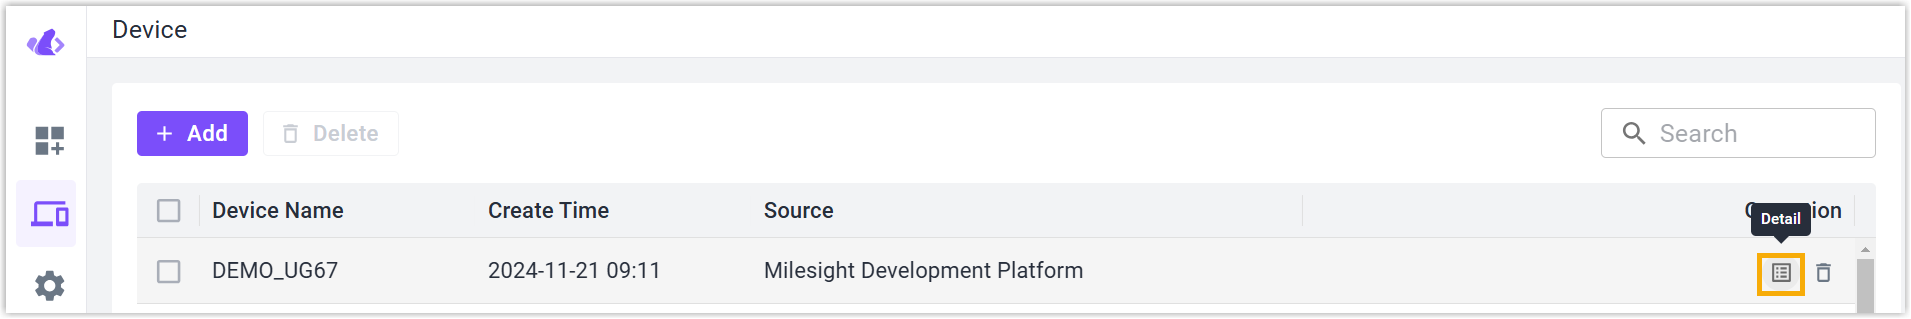 Device
+ Add
Delete
Search
Device Name
Create Time
Source
Detail
DEMO_UG67
2024-11-21 09:11
Milesight Development Platform